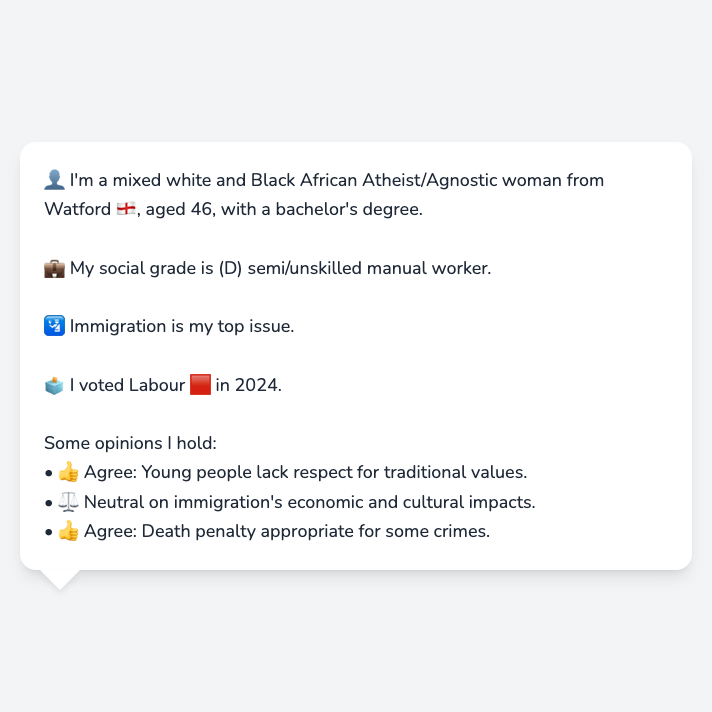 👤 I'm a mixed white and Black African Atheist/Agnostic woman from
Watford 🏴󠁧󠁢󠁥󠁮󠁧󠁿, aged 46, with a bachelor's degree.
💼 My social grade is (D) semi/unskilled manual worker.
🛂 Immigration is my top issue.
🗳️ I voted Labour 🟥 in 2024.
Some opinions I hold:
• 👍 Agree: Young people lack respect for traditional values.
• ⚖️ Neutral on immigration's economic and cultural impacts.
• 👍 Agree: Death penalty appropriate for some crimes.